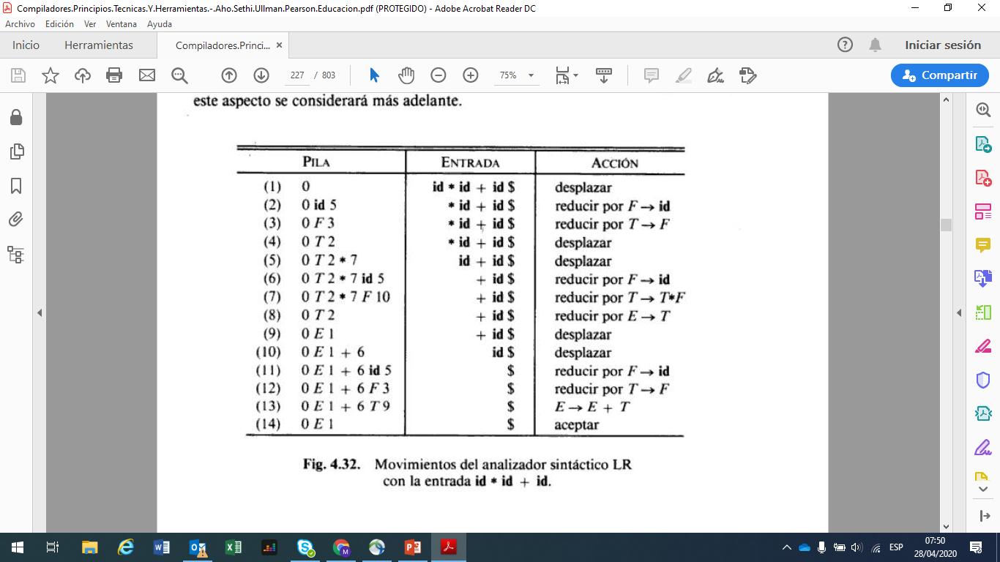 Compiladores.Principios.Tecnicas.Y.Herramientas.-.Aho.Sethi.Ullman.Pearson.Educacion.pdf (PROTEGIDO) - Adobe Acrobat Reader DC
Archivo Edición Ver Ventana Ayuda
Inicio Herramientas Compiladores.Princi... × Iniciar sesión
227 / 803 75% Compartir
este aspecto se considerará más adelante.
PILA ENTRADA ACCIÓN
(1) 0 id * id + id $ desplazar
(2) 0 id 5 * id + id $ reducir por F → id
(3) 0 F 3 * id + id $ reducir por T → F
(4) 0 T 2 * id + id $ desplazar
(5) 0 T 2 * 7 id + id $ desplazar
(6) 0 T 2 * 7 id 5 + id $ reducir por F → id
(7) 0 T 2 * 7 F 10 + id $ reducir por T → T*F
(8) 0 T 2 + id $ reducir por E → T
(9) 0 E 1 + id $ desplazar
(10) 0 E 1 + 6 id $ desplazar
(11) 0 E 1 + 6 id 5 $ reducir por F → id
(12) 0 E 1 + 6 F 3 $ reducir por T → F
(13) 0 E 1 + 6 T 9 $ E → E + T
(14) 0 E 1 $ aceptar
Fig. 4.32. Movimientos del analizador sintáctico LR
con la entrada id * id + id.
ESP 07:50
28/04/2020